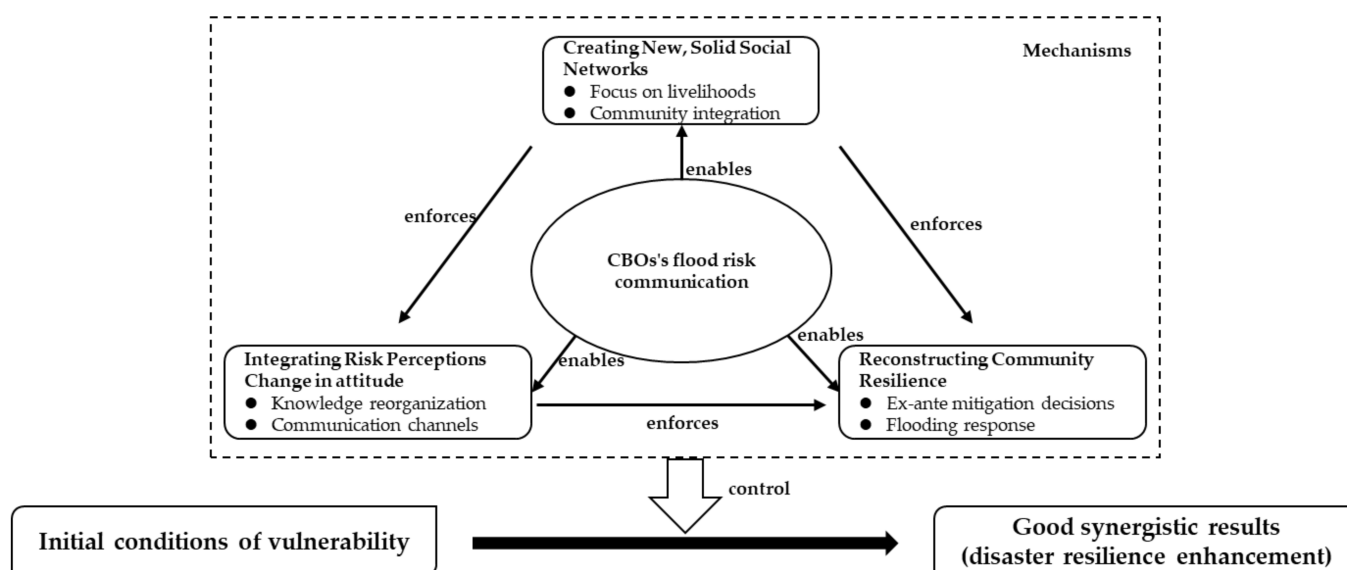 Mechanisms
Creating New, Solid Social
Networks
● Focus on livelihoods
● Community integration
enables
enforces
enforces
CBOs's flood risk
communication
enables
enables
Integrating Risk Perceptions
Change in attitude
● Knowledge reorganization
● Communication channels
enforces
Reconstructing Community
Resilience
● Ex-ante mitigation decisions
● Flooding response
control
Initial conditions of vulnerability
Good synergistic results
(disaster resilience enhancement)